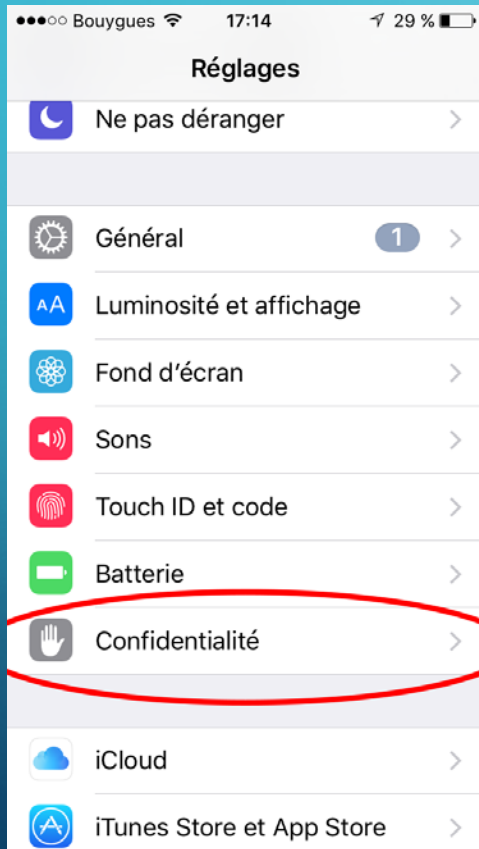 Bouygues 17:14 29 %
Réglages
Ne pas déranger
Général 1
AA Luminosité et affichage
Fond d’écran
Sons
Touch ID et code
Batterie
Confidentialité
iCloud
iTunes Store et App Store